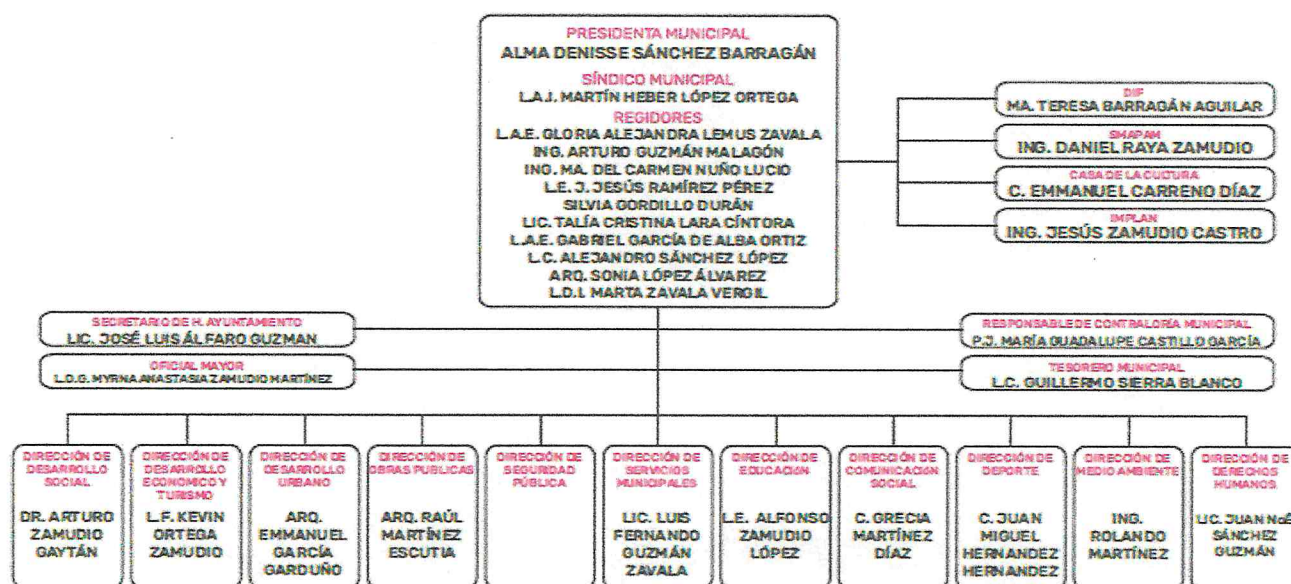 PRESIDENTA MUNICIPAL
ALMA DENISSE SÁNCHEZ BARRAGÁN
SÍNDICO MUNICIPAL
L.A.I. MARTÍN HEBER LÓPEZ ORTEGA
REGIDORES
L.A.E. GLORIA ALEJANDRA LEMUS ZAVALA
ING. ARTURO GUZMÁN MALAGÓN
ING. MA. DEL CARMEN NUÑO LUCIO
L.E. J. JESÚS RAMÍREZ PÉREZ
SILVIA GORDILLO DURÁN
LIC. TALÍA CRISTINA LARA CÍNTORA
L.A.E. GABRIEL GARCÍA DE ALBA ORTIZ
L.C. ALEJANDRO SÁNCHEZ LÓPEZ
ARQ. SONIA LÓPEZ ÁLVAREZ
L.D.I. MARTA ZAVALA VERGIL
DIF
MA. TERESA BARRAGÁN AGUILAR
SMAPAM
ING. DANIEL RAYA ZAMUDIO
CASA DE LA CULTURA
C. EMMANUEL CARRENO DÍAZ
IMPLAN
ING. JESÚS ZAMUDIO CASTRO
SECRETARIO DE H. AYUNTAMIENTO
LIC. JOSÉ LUIS ÁLFARO GUZMAN
RESPONSABLE DE CONTRALORÍA MUNICIPAL
P.J. MARÍA GUADALUPE CASTILLO GARCÍA
OFICIAL MAYOR
L.D.G. MYRNA ANASTASIA ZAMUDIO MARTÍNEZ
TESORERO MUNICIPAL
L.C. GUILLERMO SIERRA BLANCO
DIRECCIÓN DE
DESARROLLO
SOCIAL
DR. ARTURO
ZAMUDIO
GAYTÁN
DIRECCIÓN DE
DESARROLLO
ECONOMICO Y
TURISMO
L.F. KEVIN
ORTEGA
ZAMUDIO
DIRECCIÓN DE
DESARROLLO
URBANO
ARQ.
EMMANUEL
GARCÍA
GARDUÑO
DIRECCIÓN DE
OBRAS PUBLICAS
ARQ. RAÚL
MARTÍNEZ
ESCUTIA
DIRECCIÓN DE
SEGURIDAD
PÚBLICA
DIRECCIÓN DE
SERVICIOS
MUNICIPALES
LIC. LUIS
FERNANDO
GUZMÁN
ZAVALA
DIRECCIÓN DE
EDUCACIÓN
L.E. ALFONSO
ZAMUDIO
LÓPEZ
DIRECCIÓN DE
COMUNICACIÓN
SOCIAL
C. GRECIA
MARTÍNEZ
DÍAZ
DIRECCIÓN DE
DEPORTE
C. JUAN
MIGUEL
HERNANDEZ
HERNANDEZ
DIRECCIÓN DE
MEDIO AMBIENTE
ING.
ROLANDO
MARTÍNEZ
DIRECCIÓN DE
DERECHOS
HUMANOS
LIC. JUAN NOÉ
SÁNCHEZ
GUZMÁN